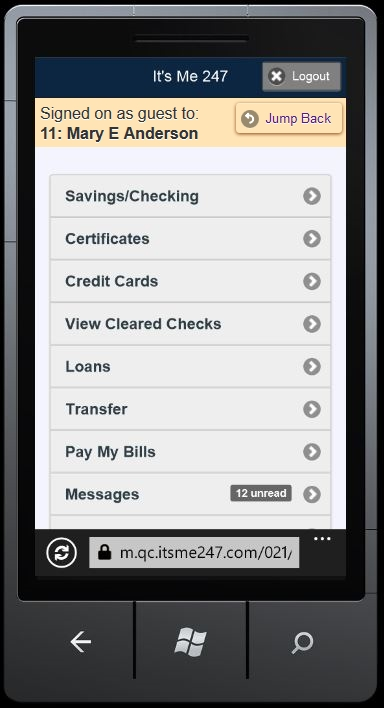 It's Me 247
Logout
Signed on as guest to:
11: Mary E Anderson
Jump Back
Savings/Checking
Certificates
Credit Cards
View Cleared Checks
Loans
Transfer
Pay My Bills
Messages
12 unread
m.qc.itsme247.com/021/
...